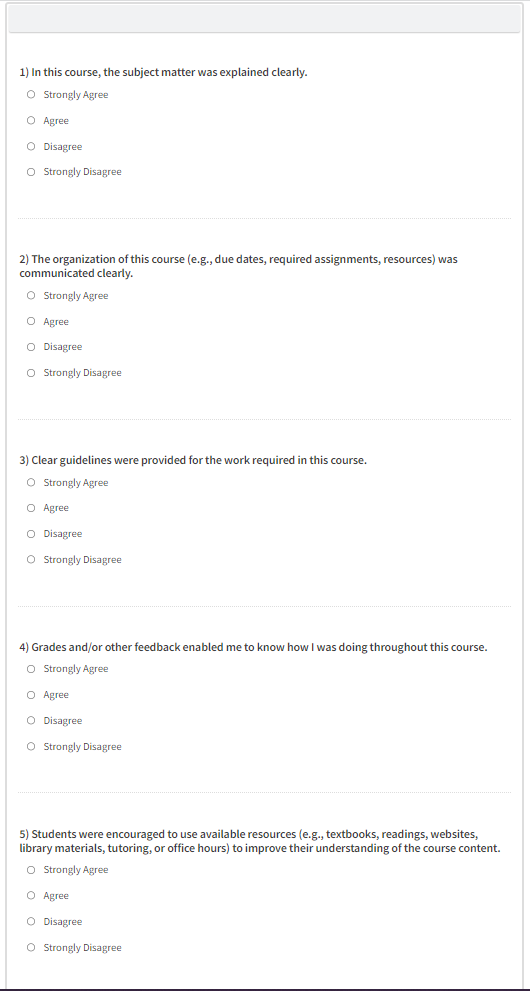 1) In this course, the subject matter was explained clearly.
Strongly Agree
Agree
Disagree
Strongly Disagree
2) The organization of this course (e.g., due dates, required assignments, resources) was
communicated clearly.
Strongly Agree
Agree
Disagree
Strongly Disagree
3) Clear guidelines were provided for the work required in this course.
Strongly Agree
Agree
Disagree
Strongly Disagree
4) Grades and/or other feedback enabled me to know how I was doing throughout this course.
Strongly Agree
Agree
Disagree
Strongly Disagree
5) Students were encouraged to use available resources (e.g., textbooks, readings, websites,
library materials, tutoring, or office hours) to improve their understanding of the course content.
Strongly Agree
Agree
Disagree
Strongly Disagree